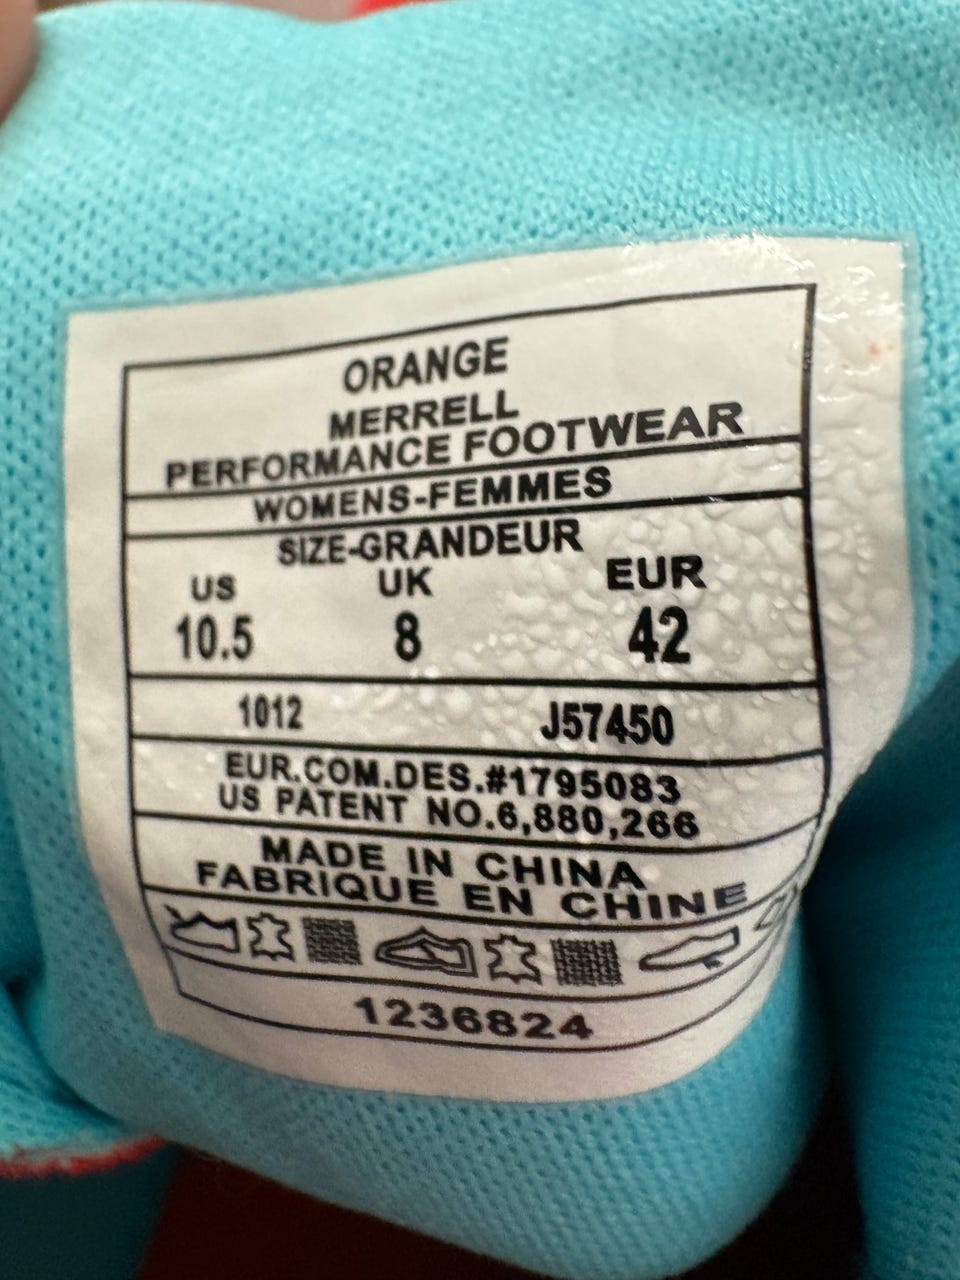 ORANGE
MERRELL
PERFORMANCE FOOTWEAR
WOMENS-FEMMES
SIZE-GRANDEUR
US UK EUR
10.5 8 42
1012 J57450
EUR.COM.DES.#1795083
US PATENT NO.6,880,266
MADE IN CHINA
FABRIQUE EN CHINE
1236824